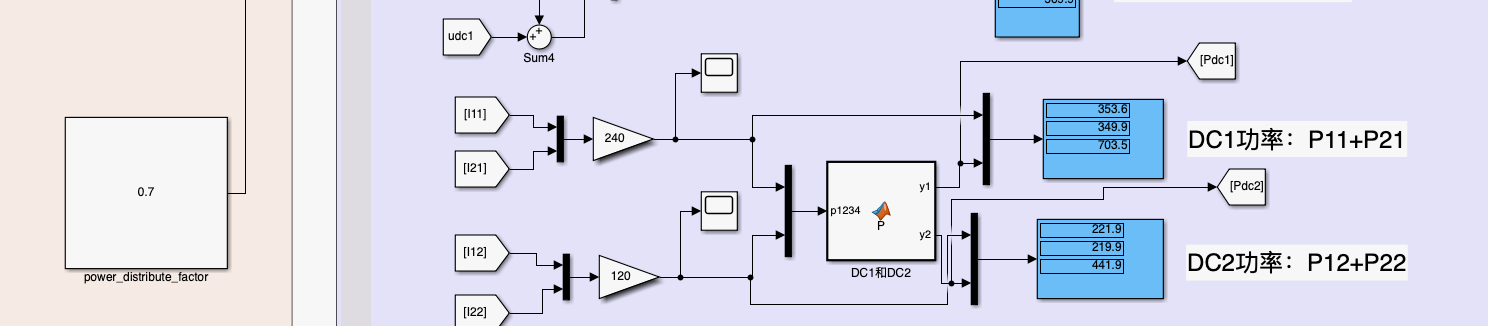 udc1
++
Sum4
[Pdc1]
[I11]
[I21]
240
353.6
349.9
703.5
DC1功率：P11+P21
0.7
power_distribute_factor
p1234
P
y1
y2
DC1和DC2
[Pdc2]
[I12]
[I22]
120
221.9
219.9
441.9
DC2功率：P12+P22